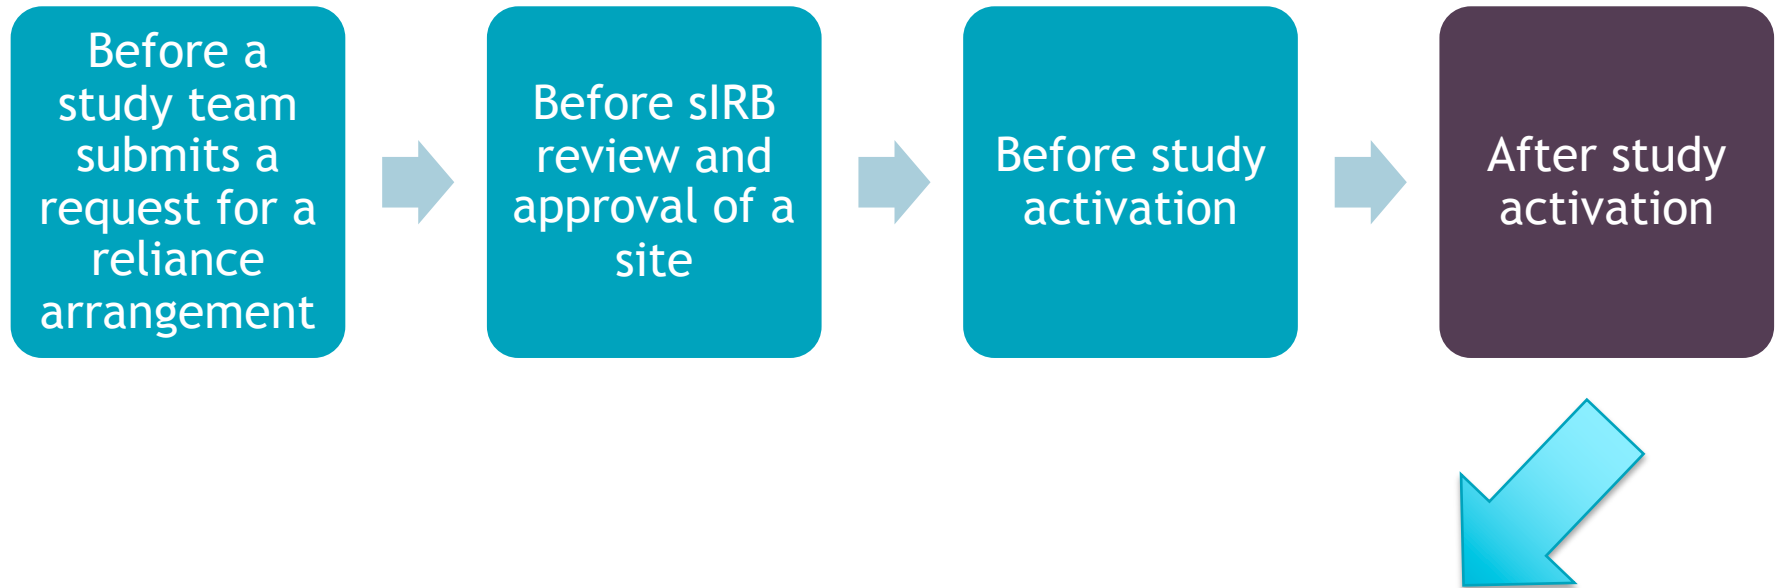 Before a
study team
submits a
request for a
reliance
arrangement
Before sIRB
review and
approval of a
site
Before study
activation
After study
activation